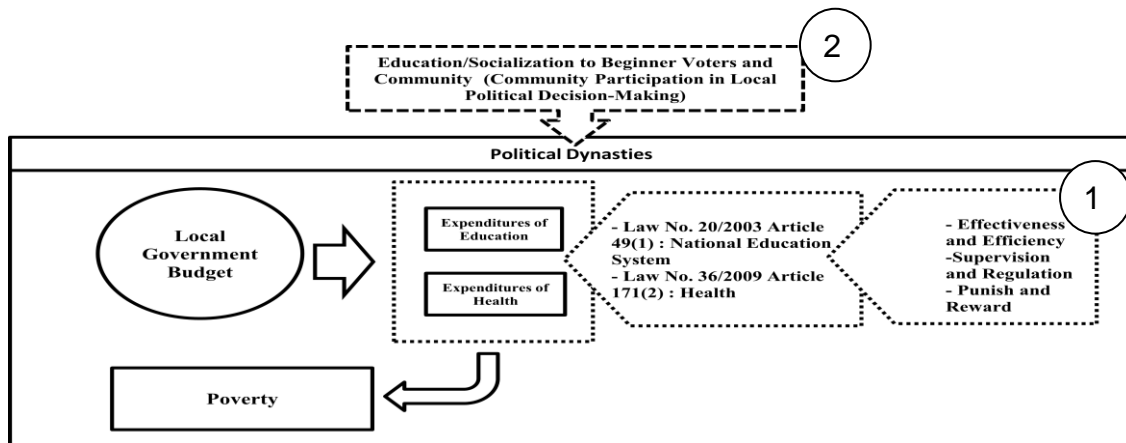 2
Education/Socialization to Beginner Voters and
Community (Community Participation in Local
Political Decision-Making)
Political Dynasties
1
Local
Government
Budget
Expenditures of
Education
Expenditures of
Health
- Law No. 20/2003 Article
49(1) : National Education
System
- Law No. 36/2009 Article
171(2) : Health
- Effectiveness
and Efficiency
-Supervision
and Regulation
- Punish and
Reward
Poverty